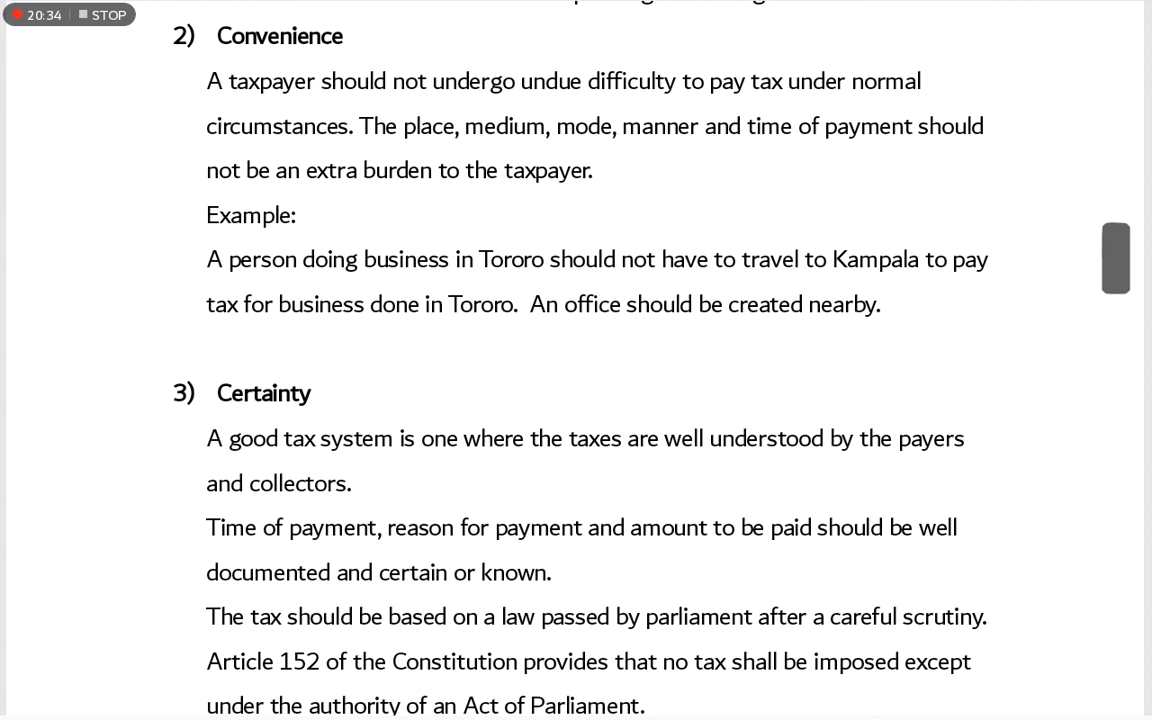 20:34 STOP
2) Convenience
A taxpayer should not undergo undue difficulty to pay tax under normal
circumstances. The place, medium, mode, manner and time of payment should
not be an extra burden to the taxpayer.
Example:
A person doing business in Tororo should not have to travel to Kampala to pay
tax for business done in Tororo.  An office should be created nearby.
3) Certainty
A good tax system is one where the taxes are well understood by the payers
and collectors.
Time of payment, reason for payment and amount to be paid should be well
documented and certain or known.
The tax should be based on a law passed by parliament after a careful scrutiny.
Article 152 of the Constitution provides that no tax shall be imposed except
under the authority of an Act of Parliament.